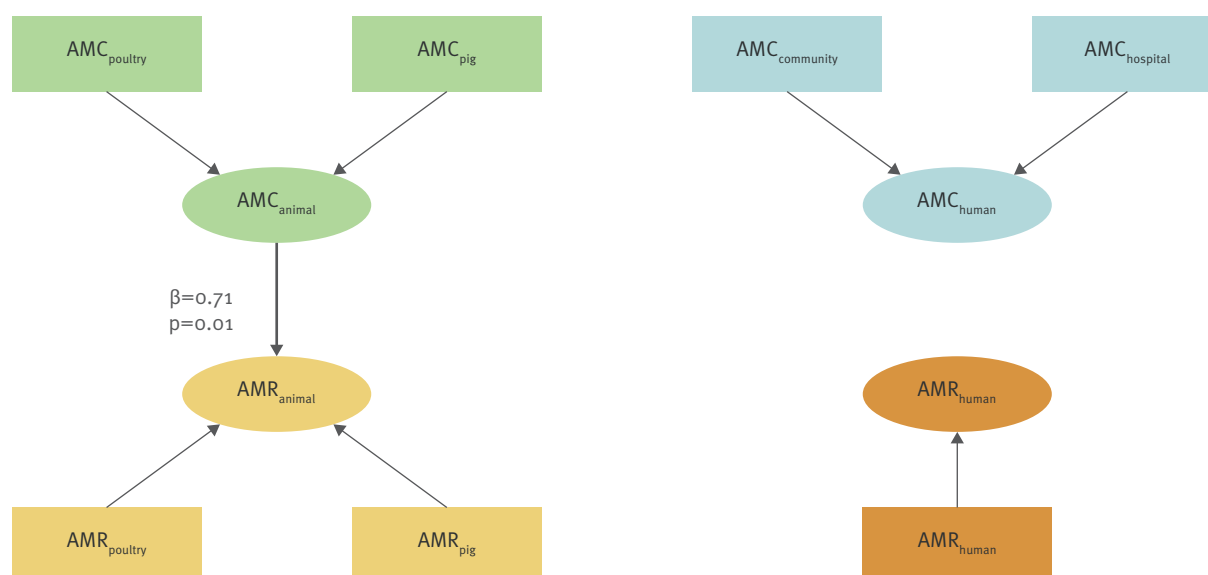 AMCpoultry
AMCpig
AMCcommunity
AMChospital
AMCanimal
AMChuman
β=0.71
p=0.01
AMRanimal
AMRhuman
AMRpoultry
AMRpig
AMRhuman